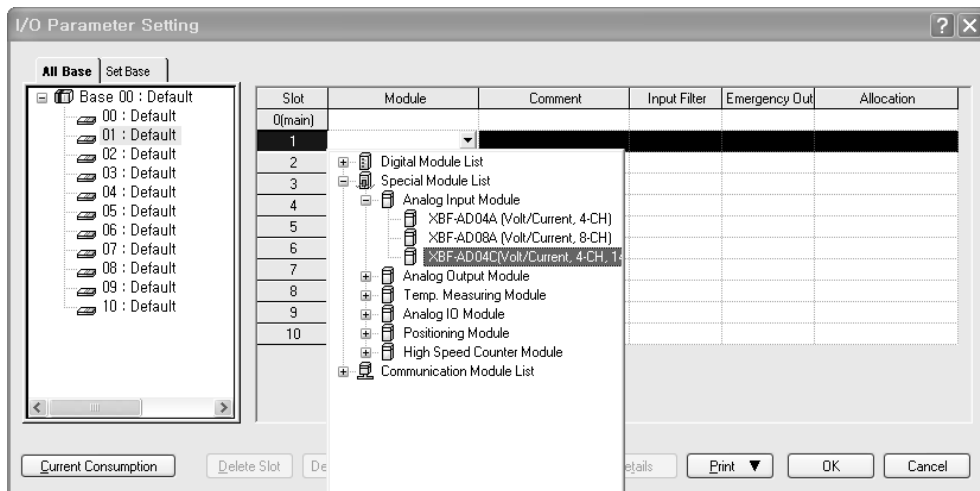 I/O Parameter Setting
All Base
Set Base
Base 00 : Default
00 : Default
01 : Default
02 : Default
03 : Default
04 : Default
05 : Default
06 : Default
07 : Default
08 : Default
09 : Default
10 : Default
Slot Module Comment Input Filter Emergency Out Allocation
0(main)
1
2
3
4
5
6
7
8
9
10
Digital Module List
Special Module List
Analog Input Module
XBF-AD04A (Volt/Current, 4-CH)
XBF-AD08A (Volt/Current, 8-CH)
XBF-AD04C(Volt/Current, 4-CH, 14
Analog Output Module
Temp. Measuring Module
Analog IO Module
Positioning Module
High Speed Counter Module
Communication Module List
Current Consumption
Delete Slot
De
etails
Print
OK
Cancel